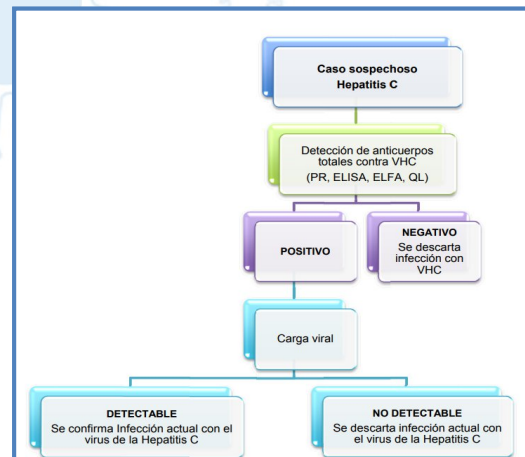 Caso sospechoso
Hepatitis C
Detección de anticuerpos
totales contra VHC
(PR, ELISA, ELFA, QL)
POSITIVO
NEGATIVO
Se descarta
infección con
VHC
Carga viral
DETECTABLE
Se confirma Infección actual con el
virus de la Hepatitis C
NO DETECTABLE
Se descarta infección actual con
el virus de la Hepatitis C